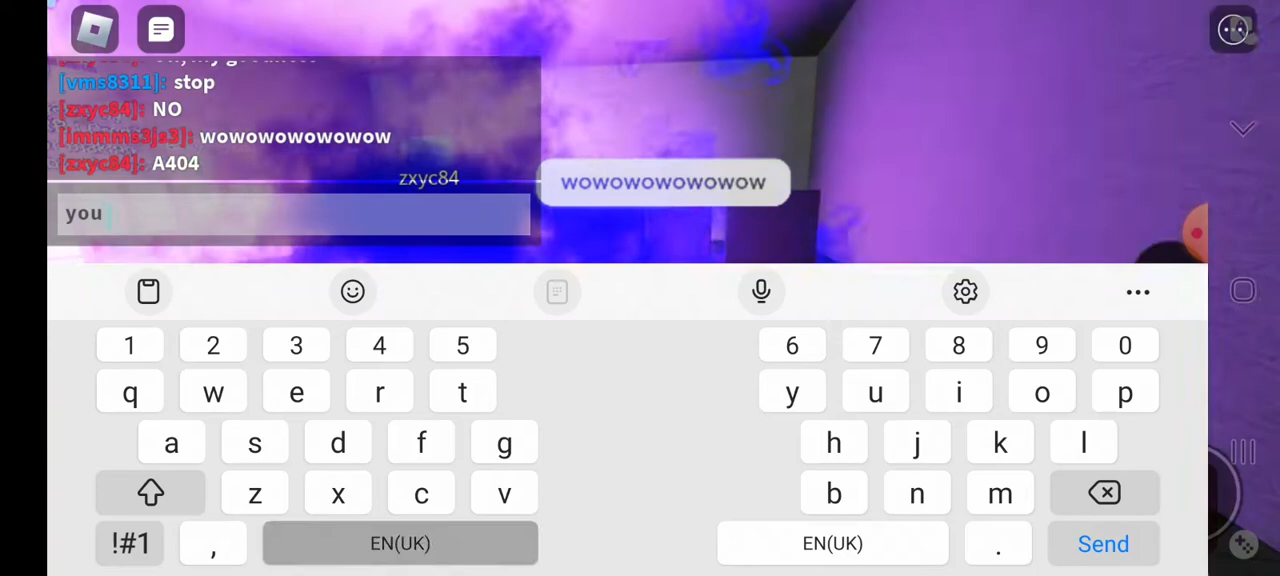 [vms8311]: stop
[zxyc84]: NO
[immms3js3]: wowowowowowow
[zxyc84]: A404
zxyc84
wowowowowowow
you
1 2 3 4 5 6 7 8 9 0
q w e r t y u i o p
a s d f g h j k l
z x c v b n m
!#1 , EN(UK) EN(UK) . Send